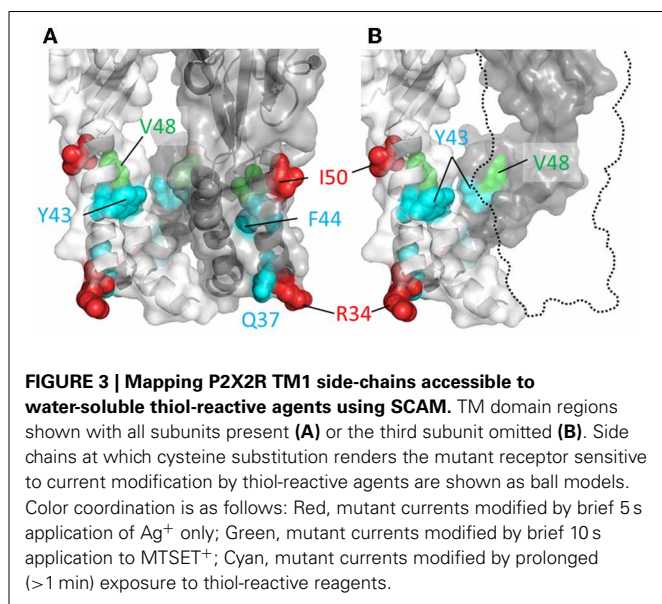 A
B
V48
Y43
V48
I50
Y43
F44
Q37
R34
FIGURE 3 | Mapping P2X2R TM1 side-chains accessible to
water-soluble thiol-reactive agents using SCAM. TM domain regions
shown with all subunits present (A) or the third subunit omitted (B). Side
chains at which cysteine substitution renders the mutant receptor sensitive
to current modification by thiol-reactive agents are shown as ball models.
Color coordination is as follows: Red, mutant currents modified by brief 5 s
application of Ag⁺ only; Green, mutant currents modified by brief 10 s
application to MTSET⁺; Cyan, mutant currents modified by prolonged
(>1 min) exposure to thiol-reactive reagents.